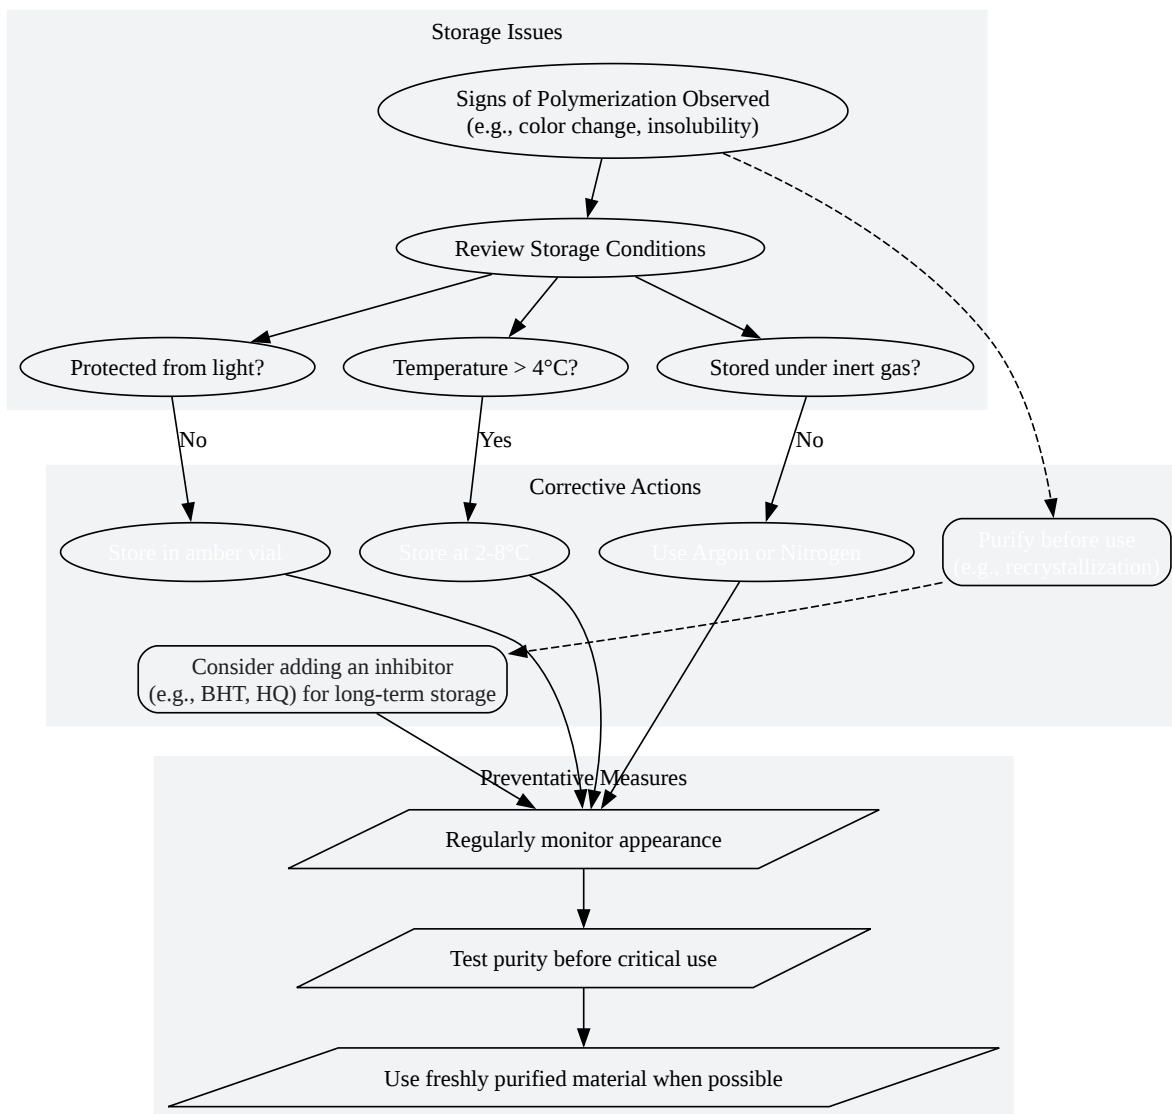 Storage Issues
Signs of Polymerization Observed
(e.g., color change, insolubility)
Review Storage Conditions
Protected from light?
Temperature > 4°C?
Stored under inert gas?
No
Yes
No
Corrective Actions
Store in amber vial
Store at 2-8°C
Use Argon or Nitrogen
Purify before use
(e.g., recrystallization)
Consider adding an inhibitor
(e.g., BHT, HQ) for long-term storage
Preventative Measures
Regularly monitor appearance
Test purity before critical use
Use freshly purified material when possible